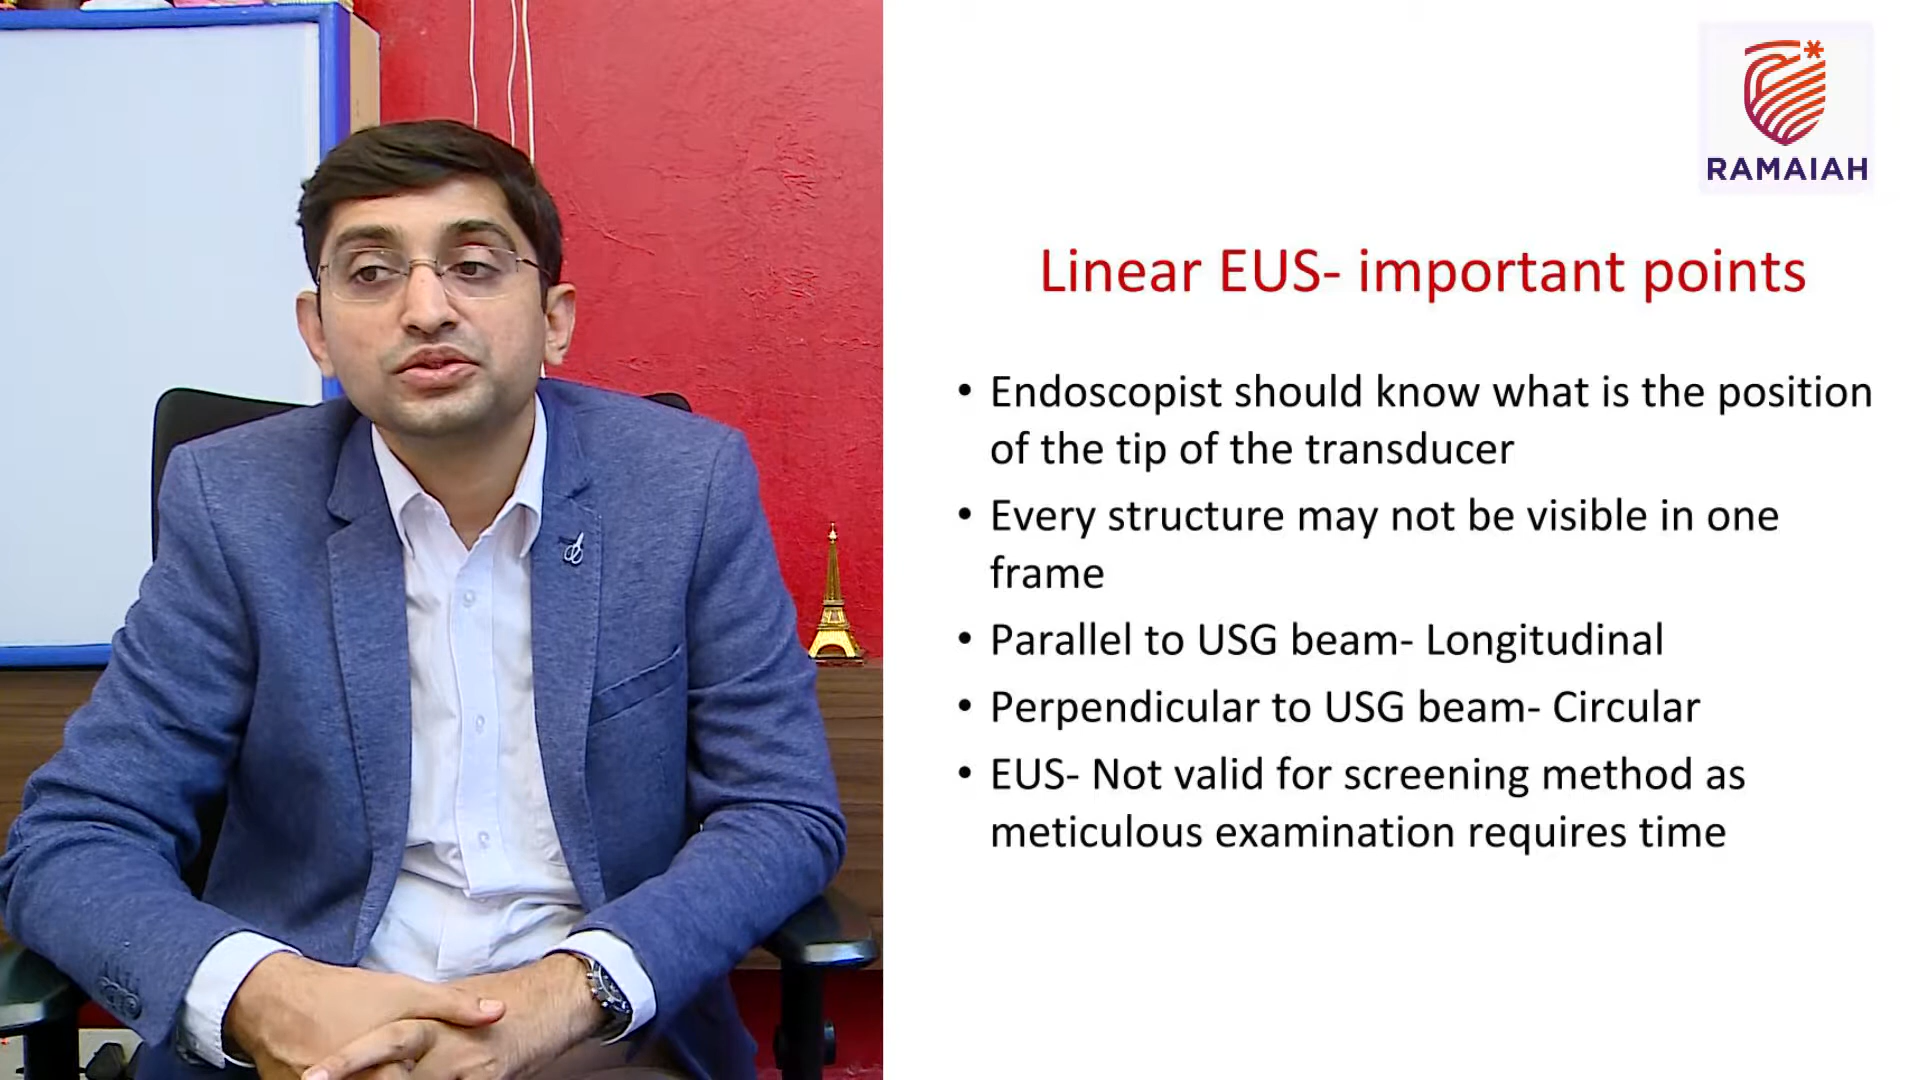 RAMAIAH
Linear EUS- important points
• Endoscopist should know what is the position
of the tip of the transducer
• Every structure may not be visible in one
frame
• Parallel to USG beam- Longitudinal
• Perpendicular to USG beam- Circular
• EUS- Not valid for screening method as
meticulous examination requires time